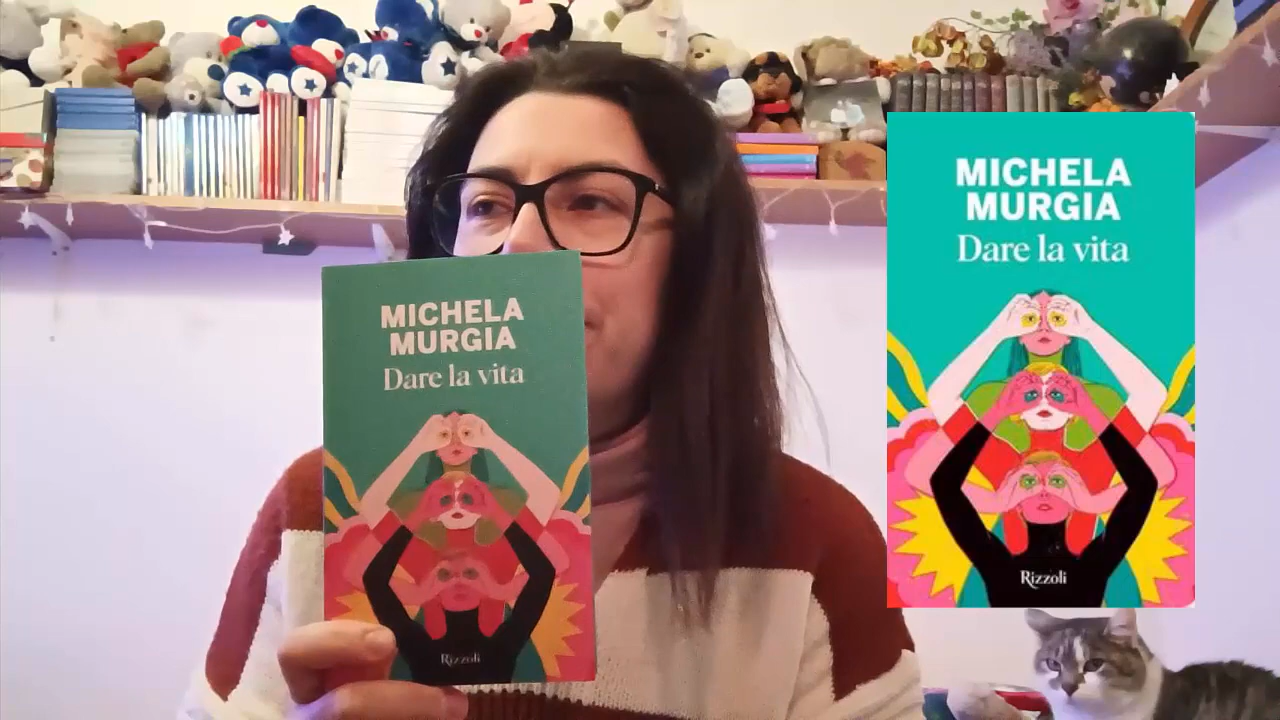 MICHELA
MURGIA
Dare la vita
Rizzoli
MICHELA
MURGIA
Dare la vita
Rizzoli